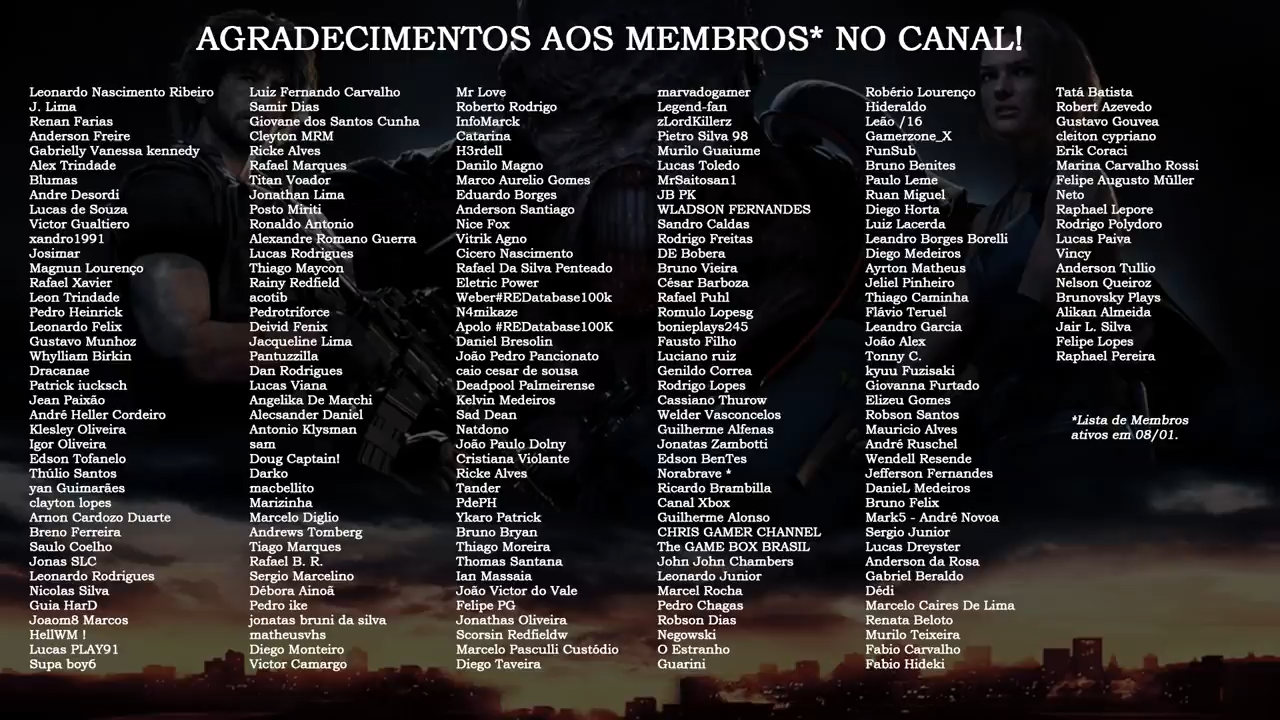 AGRADECIMENTOS AOS MEMBROS* NO CANAL!
Leonardo Nascimento Ribeiro
J. Lima
Renan Farias
Anderson Freire
Gabrielly Vanessa kennedy
Alex Trindade
Blumas
Andre Desordi
Lucas de Souza
Victor Gualtiero
xandro1991
Josimar
Magnun Lourenço
Rafael Xavier
Leon Trindade
Pedro Heinrick
Leonardo Felix
Gustavo Munhoz
Whylliam Birkin
Dracanae
Patrick iucksch
Jean Paixão
André Heller Cordeiro
Klesley Oliveira
Igor Oliveira
Edson Tofanelo
Thúlio Santos
yan Guimarães
clayton lopes
Arnon Cardozo Duarte
Breno Ferreira
Saulo Coelho
Jonas SLC
Leonardo Rodrigues
Nicolas Silva
Guia HarD
Joaom8 Marcos
HellWM !
Lucas PLAY91
Supa boy6
Luiz Fernando Carvalho
Samir Dias
Giovane dos Santos Cunha
Cleyton MRM
Ricke Alves
Rafael Marques
Titan Voador
Jonathan Lima
Posto Miriti
Ronaldo Antonio
Alexandre Romano Guerra
Lucas Rodrigues
Thiago Maycon
Rainy Redfield
acotib
Pedrotriforce
Deivid Fenix
Jacqueline Lima
Pantuzzilla
Dan Rodrigues
Lucas Viana
Angelika De Marchi
Alecsander Daniel
Antonio Klysman
sam
Doug Captain!
Darko
macbellito
Marizinha
Marcelo Diglio
Andrews Tomberg
Tiago Marques
Rafael B. R.
Sergio Marcelino
Débora Ainoã
Pedro ike
jonatas bruni da silva
matheusvhs
Diego Monteiro
Victor Camargo
Mr Love
Roberto Rodrigo
InfoMarck
Catarina
H3rdell
Danilo Magno
Marco Aurelio Gomes
Eduardo Borges
Anderson Santiago
Nice Fox
Vitrik Agno
Cicero Nascimento
Rafael Da Silva Penteado
Eletric Power
Weber#REDatabase100k
N4mikaze
Apolo #REDatabase100K
Daniel Bresolin
João Pedro Pancionato
caio cesar de sousa
Deadpool Palmeirense
Kelvin Medeiros
Sad Dean
Natdono
João Paulo Dolny
Cristiana Violante
Ricke Alves
Tander
PdePH
Ykaro Patrick
Bruno Bryan
Thiago Moreira
Thomas Santana
Ian Massaia
João Victor do Vale
Felipe PG
Jonathas Oliveira
Scorsin Redfieldw
Marcelo Pasculli Custódio
Diego Taveira
marvadogamer
Legend-fan
zLordKillerz
Pietro Silva 98
Murilo Guaiume
Lucas Toledo
MrSaitosan1
JB PK
WLADSON FERNANDES
Sandro Caldas
Rodrigo Freitas
DE Bobera
Bruno Vieira
César Barboza
Rafael Puhl
Romulo Lopesg
bonieplays245
Fausto Filho
Luciano ruiz
Genildo Correa
Rodrigo Lopes
Cassiano Thurow
Welder Vasconcelos
Guilherme Alfenas
Jonatas Zambotti
Edson BenTes
Norabrave *
Ricardo Brambilla
Canal Xbox
Guilherme Alonso
CHRIS GAMER CHANNEL
The GAME BOX BRASIL
John John Chambers
Leonardo Junior
Marcel Rocha
Pedro Chagas
Robson Dias
Negowski
O Estranho
Guarini
Robério Lourenço
Hideraldo
Leão /16
Gamerzone_X
FunSub
Bruno Benites
Paulo Leme
Ruan Miguel
Diego Horta
Luiz Lacerda
Leandro Borges Borelli
Diego Medeiros
Ayrton Matheus
Jeliel Pinheiro
Thiago Caminha
Flávio Teruel
Leandro Garcia
João Alex
Tonny C.
kyuu Fuzisaki
Giovanna Furtado
Elizeu Gomes
Robson Santos
Mauricio Alves
André Ruschel
Wendell Resende
Jefferson Fernandes
DanieL Medeiros
Bruno Felix
Mark5 - André Novoa
Sergio Junior
Lucas Dreyster
Anderson da Rosa
Gabriel Beraldo
Dédi
Marcelo Caires De Lima
Renata Beloto
Murilo Teixeira
Fabio Carvalho
Fabio Hideki
Tatá Batista
Robert Azevedo
Gustavo Gouvea
cleiton cypriano
Erik Coraci
Marina Carvalho Rossi
Felipe Augusto Müller
Neto
Raphael Lepore
Rodrigo Polydoro
Lucas Paiva
Vincy
Anderson Tullio
Nelson Queiroz
Brunovsky Plays
Alikan Almeida
Jair L. Silva
Felipe Lopes
Raphael Pereira
*Lista de Membros
ativos em 08/01.